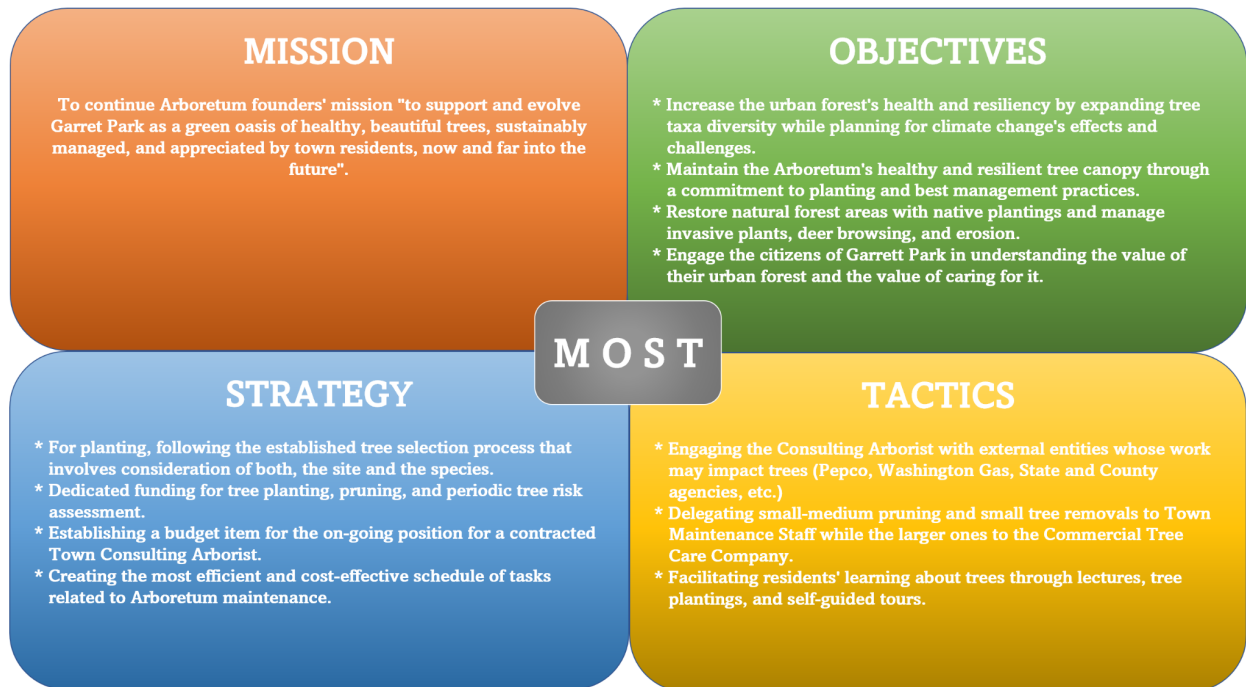 MISSION
To continue Arboretum founders' mission "to support and evolve
Garret Park as a green oasis of healthy, beautiful trees, sustainably
managed, and appreciated by town residents, now and far into the
future".
OBJECTIVES
* Increase the urban forest's health and resiliency by expanding tree
taxa diversity while planning for climate change's effects and
challenges.
* Maintain the Arboretum's healthy and resilient tree canopy through
a commitment to planting and best management practices.
* Restore natural forest areas with native plantings and manage
invasive plants, deer browsing, and erosion.
* Engage the citizens of Garrett Park in understanding the value of
their urban forest and the value of caring for it.
M O S T
STRATEGY
* For planting, following the established tree selection process that
involves consideration of both, the site and the species.
* Dedicated funding for tree planting, pruning, and periodic tree risk
assessment.
* Establishing a budget item for the on-going position for a contracted
Town Consulting Arborist.
* Creating the most efficient and cost-effective schedule of tasks
related to Arboretum maintenance.
TACTICS
* Engaging the Consulting Arborist with external entities whose work
may impact trees (Pepco, Washington Gas, State and County
agencies, etc.)
* Delegating small-medium pruning and small tree removals to Town
Maintenance Staff while the larger ones to the Commercial Tree
Care Company.
* Facilitating residents' learning about trees through lectures, tree
plantings, and self-guided tours.